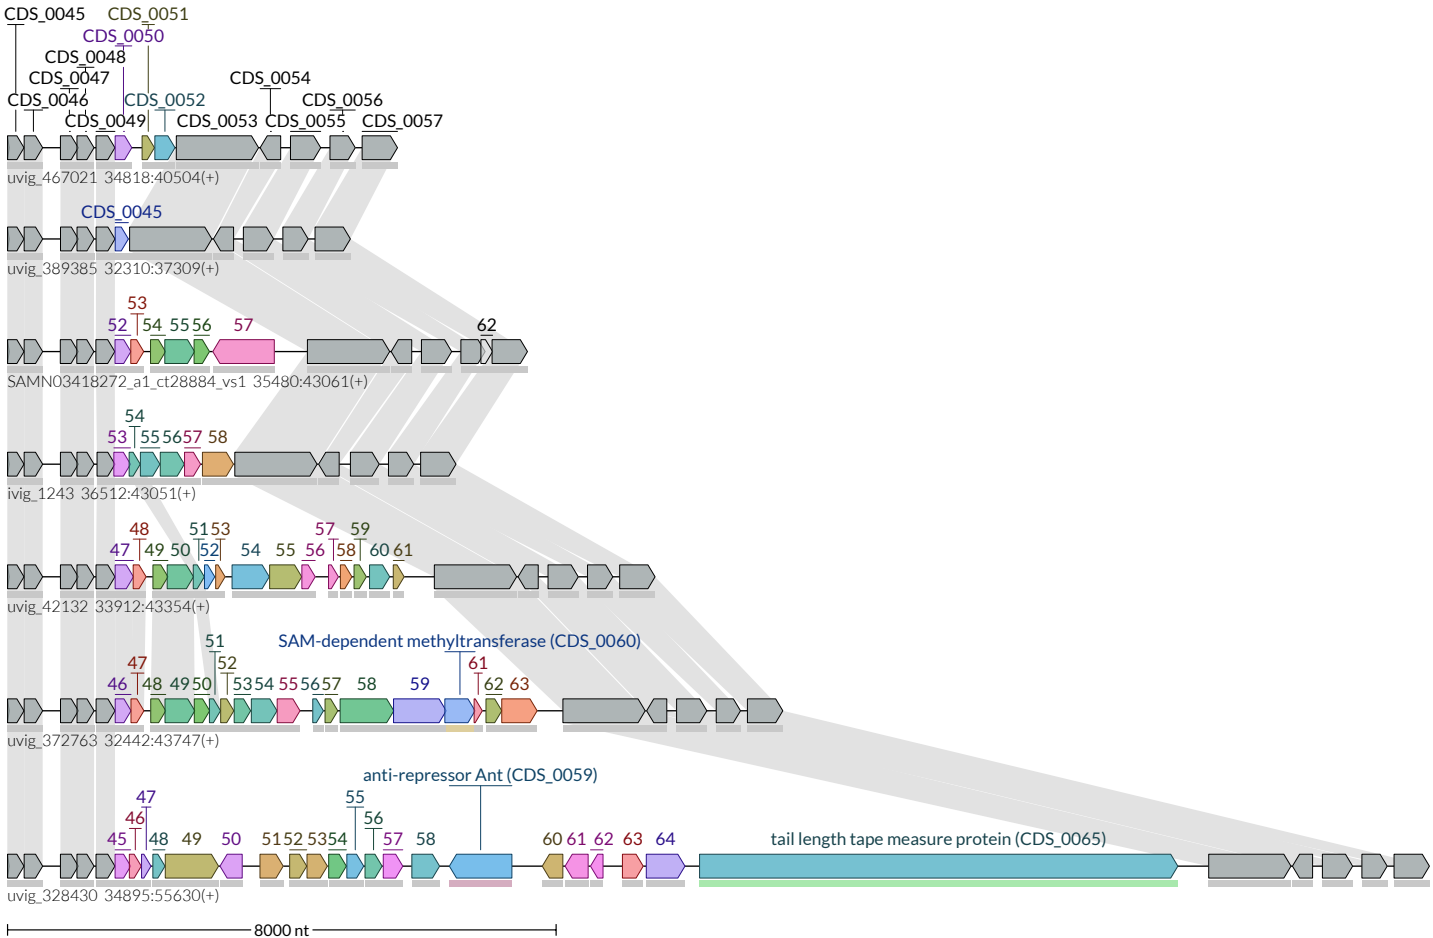 CDS_0045 CDS_0051
CDS_0050
CDS_0048
CDS_0047 CDS_0054
CDS_0046 CDS_0052 CDS_0056
CDS_0049 CDS_0053 CDS_0055 CDS_0057
uvig_467021 34818:40504(+)
CDS_0045
uvig_389385 32310:37309(+)
53
52 54 55 56 57 62
SAMN03418272_a1_ct28884_vs1 35480:43061(+)
54
53 55 56 57 58
ivig_1243 36512:43051(+)
48 51 53 57 59
47 49 50 52 54 55 56 58 60 61
uvig_42132 33912:43354(+)
51 SAM-dependent methyltransferase (CDS_0060)
47 52 61
46 48 49 50 53 54 55 56 57 58 59 62 63
uvig_372763 32442:43747(+)
anti-repressor Ant (CDS_0059)
47 55
46 56
45 48 49 50 51 52 53 54 57 58 60 61 62 63 64 tail length tape measure protein (CDS_0065)
uvig_328430 34895:55630(+)
8000 nt